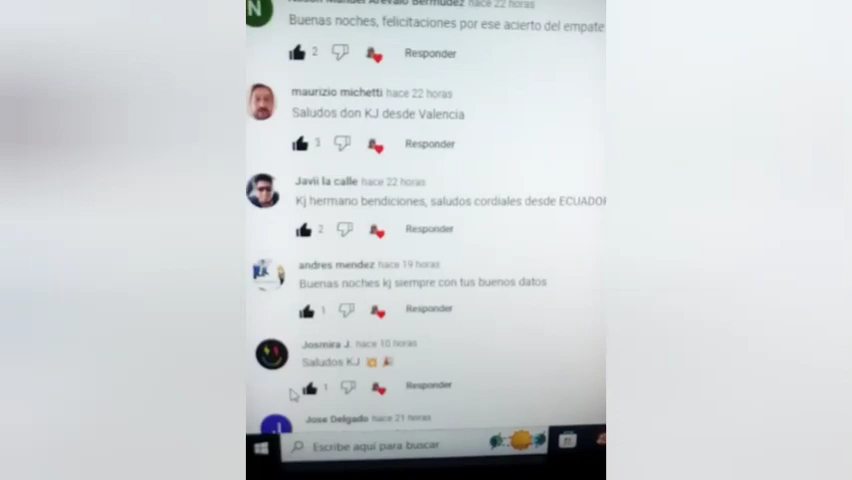 N
Manuel Arévalo Bermudez hace 22 horas
Buenas noches, felicitaciones por ese acierto del empate
2 Responder
maurizio michetti hace 22 horas
Saludos don KJ desde Valencia
3 Responder
Javii la calle hace 22 horas
Kj hermano bendiciones, saludos cordiales desde ECUADOR
2 Responder
andres mendez hace 19 horas
Buenas noches kj siempre con tus buenos datos
1 Responder
Josmira J. hace 10 horas
Saludos KJ 💥 🎉
1 Responder
J
Jose Delgado hace 21 horas
Escribe aquí para buscar